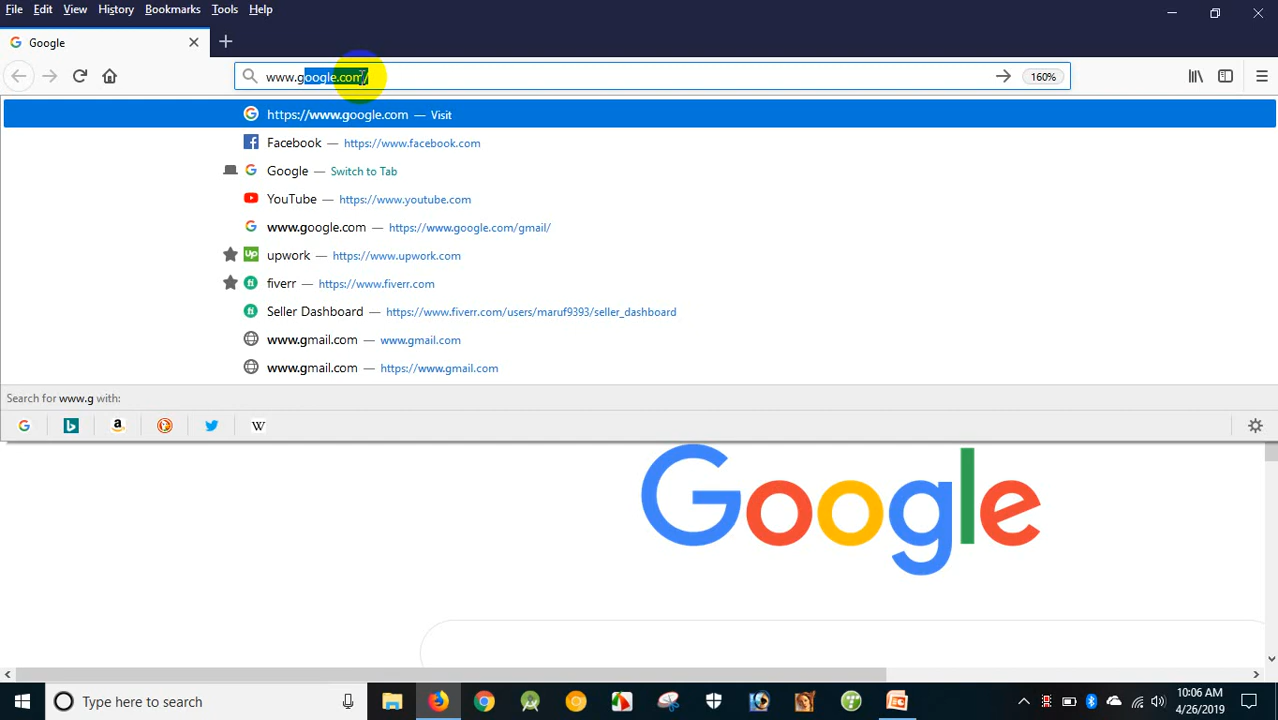 File Edit View History Bookmarks Tools Help
Google
www.google.com/
160%
https://www.google.com — Visit
Facebook — https://www.facebook.com
Google — Switch to Tab
YouTube — https://www.youtube.com
www.google.com — https://www.google.com/gmail/
upwork — https://www.upwork.com
fiverr — https://www.fiverr.com
Seller Dashboard — https://www.fiverr.com/users/maruf9393/seller_dashboard
www.gmail.com — www.gmail.com
www.gmail.com — https://www.gmail.com
Search for www.g with:
Google
Type here to search
10:06 AM
4/26/2019